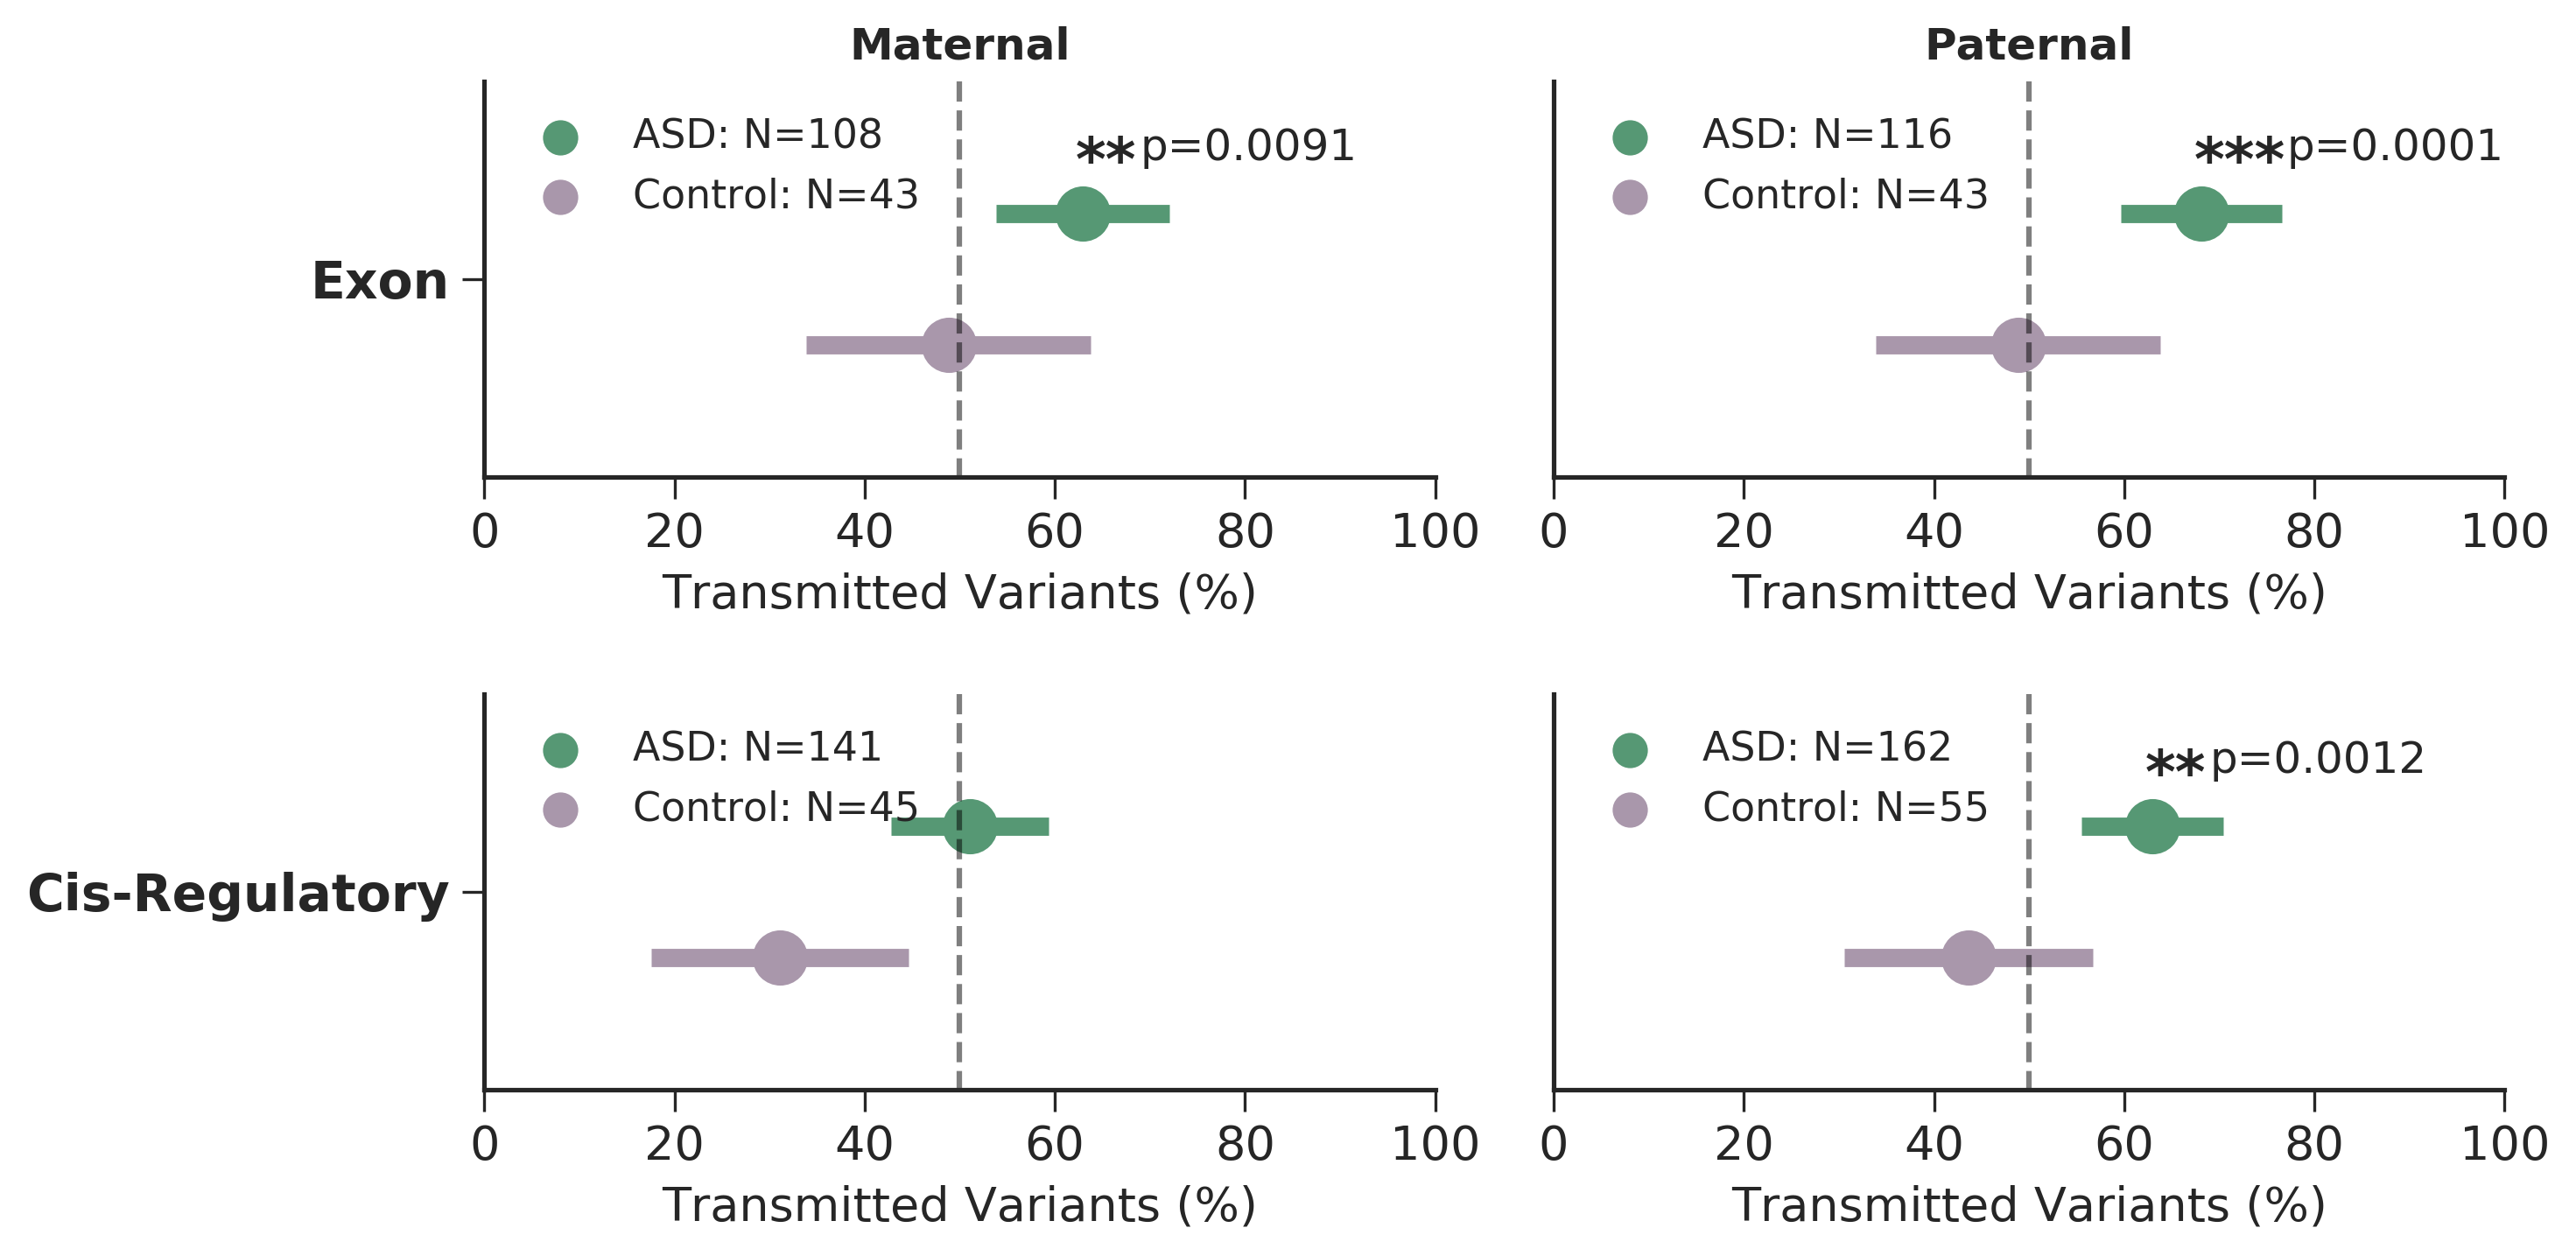 Maternal
Paternal
ASD: N=108
Control: N=43
**p=0.0091
ASD: N=116
Control: N=43
***p=0.0001
Exon
0 20 40 60 80 100
Transmitted Variants (%)
0 20 40 60 80 100
Transmitted Variants (%)
ASD: N=141
Control: N=45
ASD: N=162
Control: N=55
**p=0.0012
Cis-Regulatory
0 20 40 60 80 100
Transmitted Variants (%)
0 20 40 60 80 100
Transmitted Variants (%)